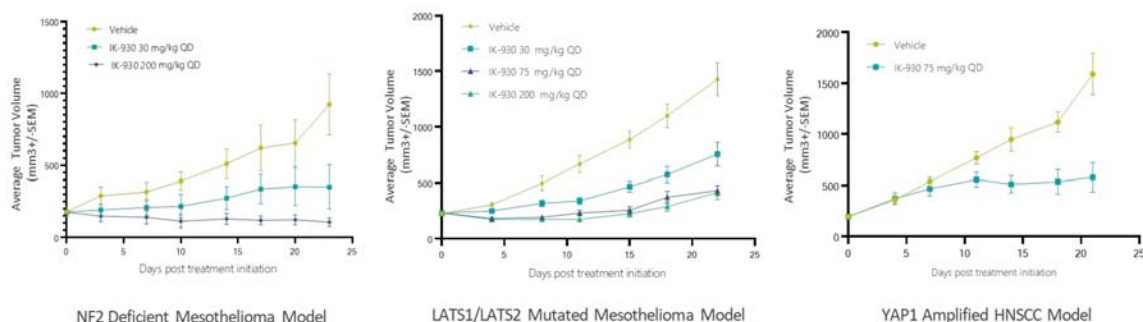 1500
1000
500
0
0
5
10
15
20
25
Average Tumor Volume
(mm3+/-SEM)
Days post treatment initiation
Vehicle
IK-930 30 mg/kg QD
IK-930 200 mg/kg QD
NF2 Deficient Mesothelioma Model
2000
1500
1000
500
0
0
5
10
15
20
25
Average Tumor Volume
(mm3+/-SEM)
Days post treatment initiation
Vehicle
IK-930 30 mg/kg QD
IK-930 75 mg/kg QD
IK-930 200 mg/kg QD
LATS1/LATS2 Mutated Mesothelioma Model
2000
1500
1000
500
0
0
5
10
15
20
25
Average Tumor Volume
(mm3+/-SEM)
Days post treatment initiation
Vehicle
IK-930 75 mg/kg QD
YAP1 Amplified HNSCC Model